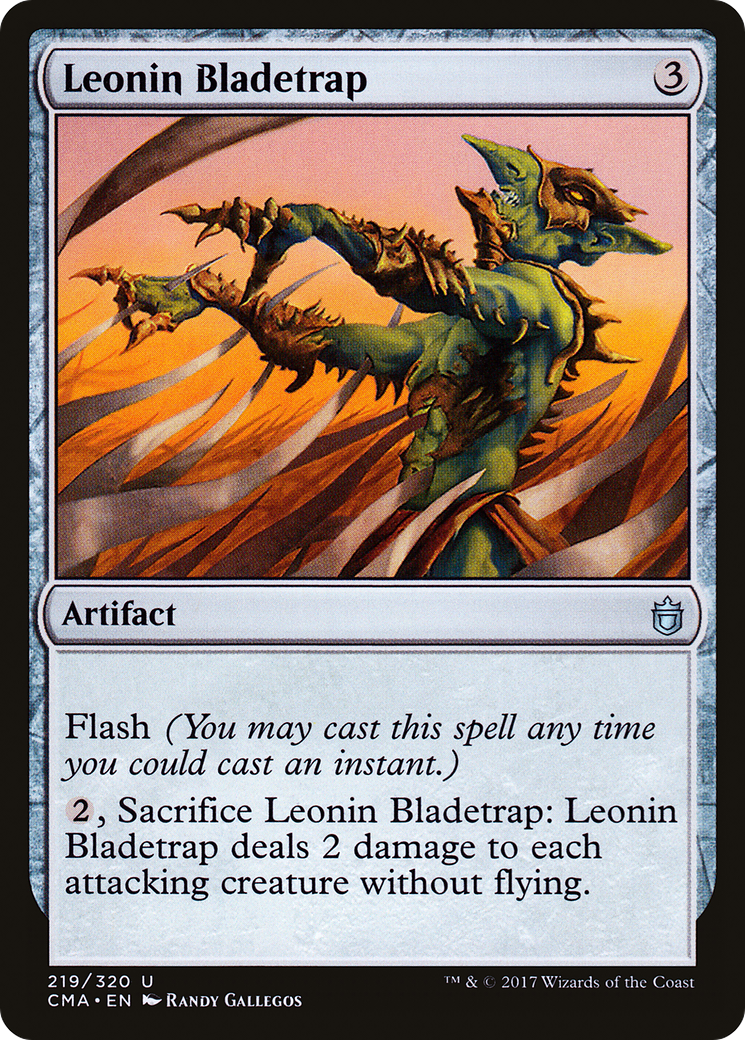 Leonin Bladetrap 3
Artifact
Flash (You may cast this spell any time
you could cast an instant.)
2, Sacrifice Leonin Bladetrap: Leonin
Bladetrap deals 2 damage to each
attacking creature without flying.
219/320 U ™ & © 2017 Wizards of the Coast
CMA • EN Randy Gallegos